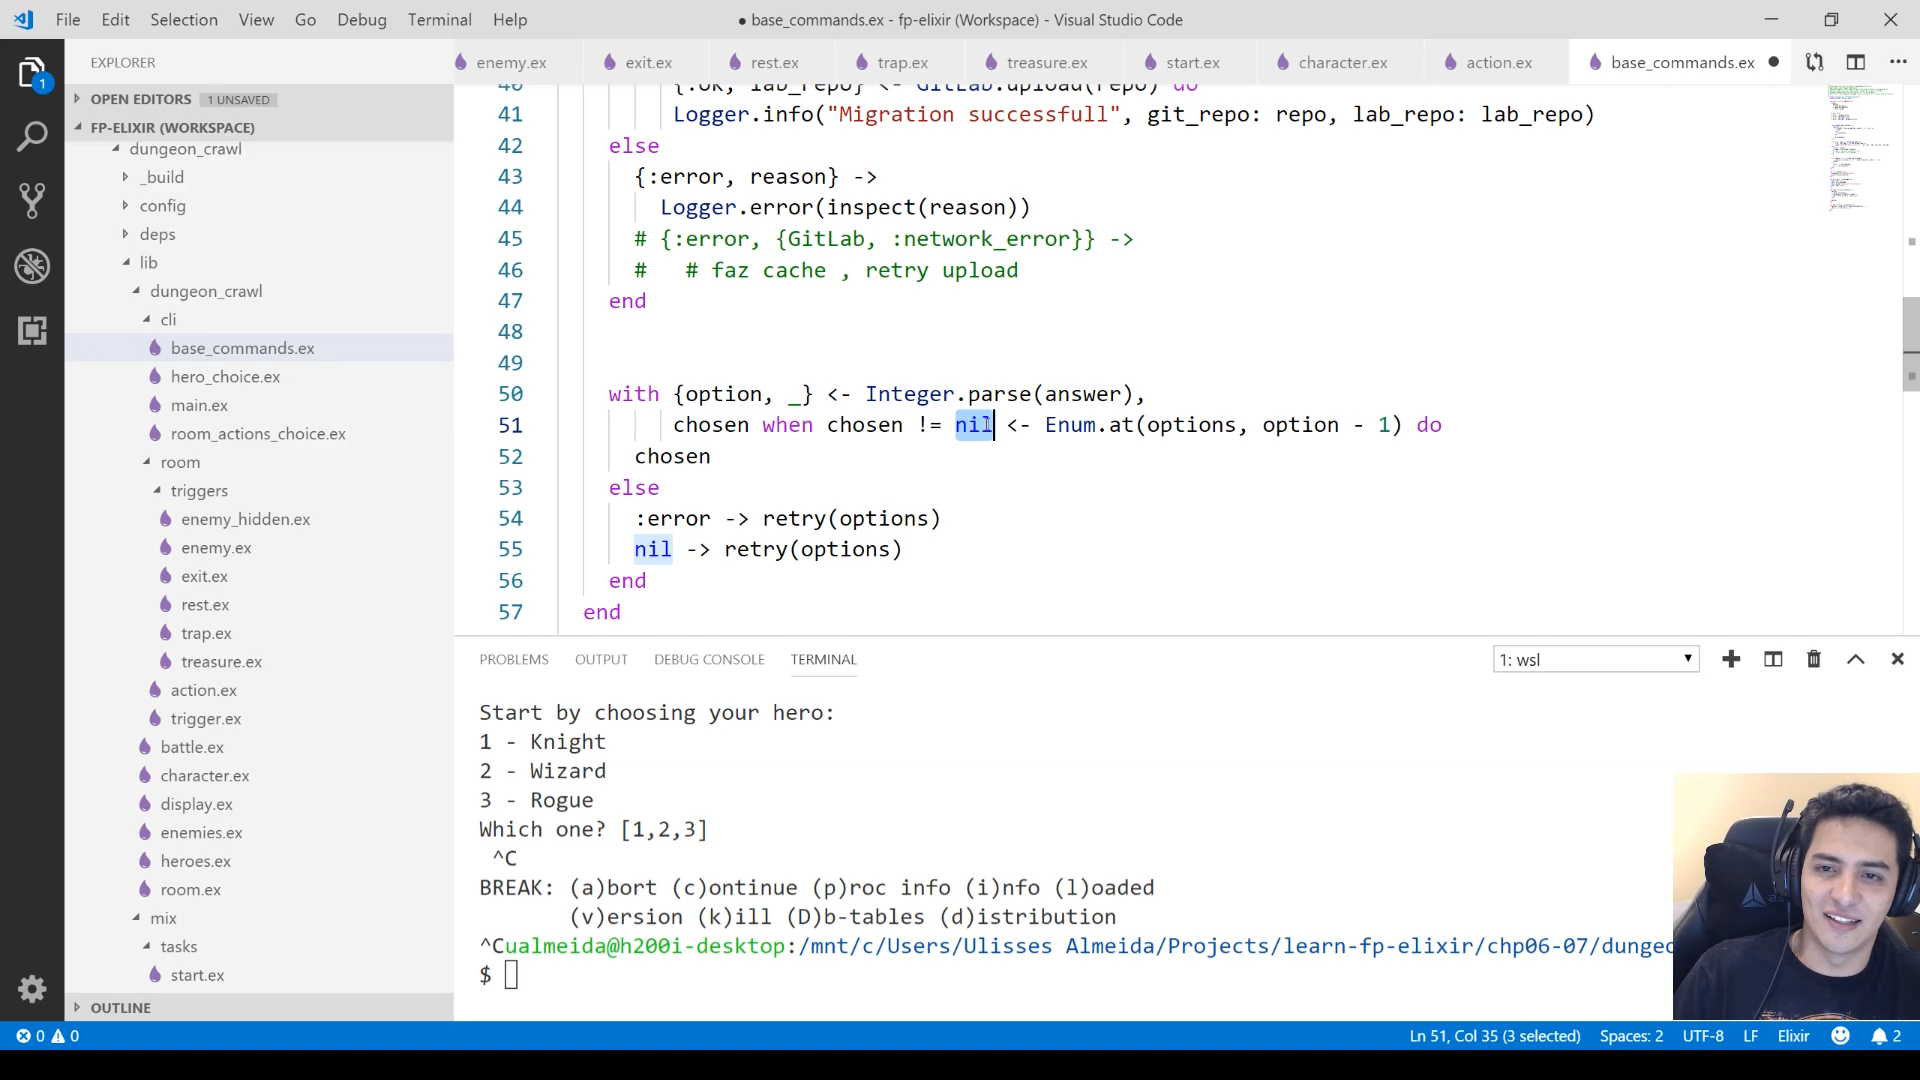 File Edit Selection View Go Debug Terminal Help
● base_commands.ex - fp-elixir (Workspace) - Visual Studio Code
EXPLORER
enemy.ex exit.ex rest.ex trap.ex treasure.ex start.ex character.ex action.ex base_commands.ex
1
OPEN EDITORS 1 UNSAVED
FP-ELIXIR (WORKSPACE)
dungeon_crawl
_build
config
deps
lib
dungeon_crawl
cli
base_commands.ex
hero_choice.ex
main.ex
room_actions_choice.ex
room
triggers
enemy_hidden.ex
enemy.ex
exit.ex
rest.ex
trap.ex
treasure.ex
action.ex
trigger.ex
battle.ex
character.ex
display.ex
enemies.ex
heroes.ex
room.ex
mix
tasks
start.ex
OUTLINE
40 {:ok, lab_repo} <- GitLab.upload(repo) do
41 Logger.info("Migration successfull", git_repo: repo, lab_repo: lab_repo)
42 else
43 {:error, reason} ->
44 Logger.error(inspect(reason))
45 # {:error, {GitLab, :network_error}} ->
46 # # faz cache , retry upload
47 end
48
49
50 with {option, _} <- Integer.parse(answer),
51 chosen when chosen != nil <- Enum.at(options, option - 1) do
52 chosen
53 else
54 :error -> retry(options)
55 nil -> retry(options)
56 end
57 end
PROBLEMS OUTPUT DEBUG CONSOLE TERMINAL 1: wsl
Start by choosing your hero:
1 - Knight
2 - Wizard
3 - Rogue
Which one? [1,2,3]
^C
BREAK: (a)bort (c)ontinue (p)roc info (i)nfo (l)oaded
(v)ersion (k)ill (D)b-tables (d)istribution
^Cualmeida@h200i-desktop:/mnt/c/Users/Ulisses Almeida/Projects/learn-fp-elixir/chp06-07/dungeo
$
0 0 Ln 51, Col 35 (3 selected) Spaces: 2 UTF-8 LF Elixir 2